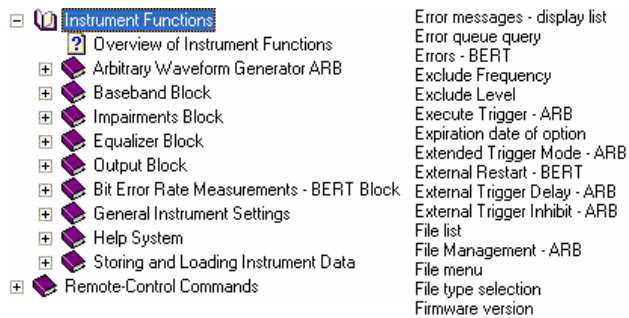 Instrument Functions
Overview of Instrument Functions
Arbitrary Waveform Generator ARB
Baseband Block
Impairments Block
Equalizer Block
Output Block
Bit Error Rate Measurements - BERT Block
General Instrument Settings
Help System
Storing and Loading Instrument Data
Remote-Control Commands
Error messages - display list
Error queue query
Errors - BERT
Exclude Frequency
Exclude Level
Execute Trigger - ARB
Expiration date of option
Extended Trigger Mode - ARB
External Restart - BERT
External Trigger Delay - ARB
External Trigger Inhibit - ARB
File list
File Management - ARB
File menu
File type selection
Firmware version